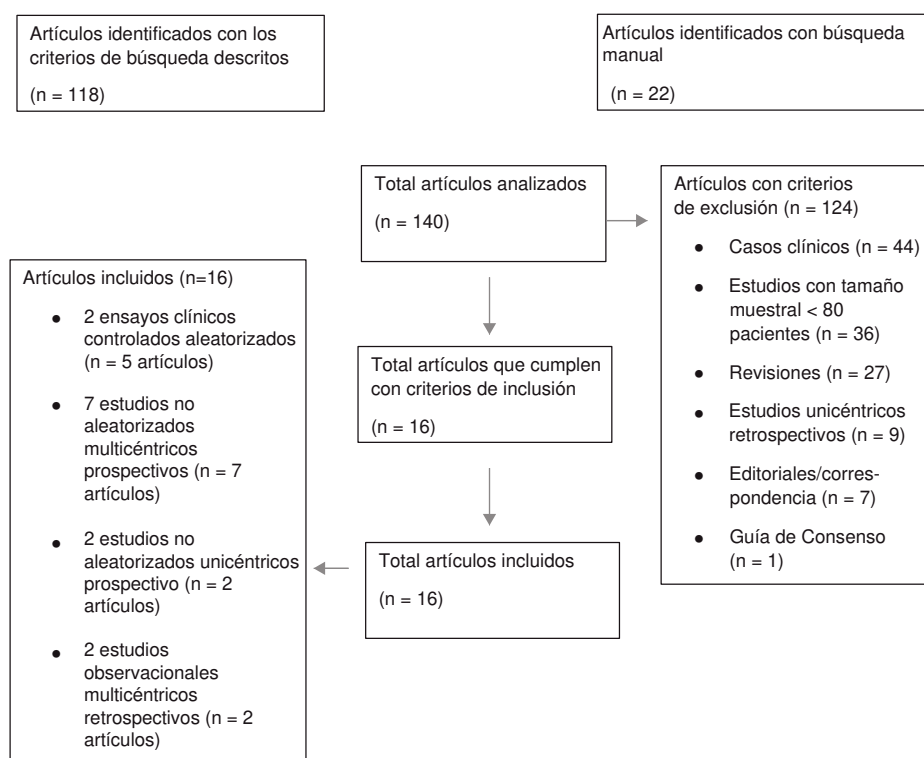 Artículos identificados con los
criterios de búsqueda descritos
(n = 118)
Artículos identificados con búsqueda
manual
(n = 22)
Total artículos analizados
(n = 140)
Artículos con criterios
de exclusión (n = 124)
● Casos clínicos (n = 44)
● Estudios con tamaño
muestral < 80
pacientes (n = 36)
● Revisiones (n = 27)
● Estudios unicéntricos
retrospectivos (n = 9)
● Editoriales/corres-
pondencia (n = 7)
● Guía de Consenso
(n = 1)
Total artículos que cumplen
con criterios de inclusión
(n = 16)
Total artículos incluidos
(n = 16)
Artículos incluidos (n=16)
● 2 ensayos clínicos
controlados aleatorizados
(n = 5 artículos)
● 7 estudios no
aleatorizados
multicéntricos
prospectivos (n = 7
artículos)
● 2 estudios no
aleatorizados unicéntricos
prospectivo (n = 2
artículos)
● 2 estudios
observacionales
multicéntricos
retrospectivos (n = 2
artículos)